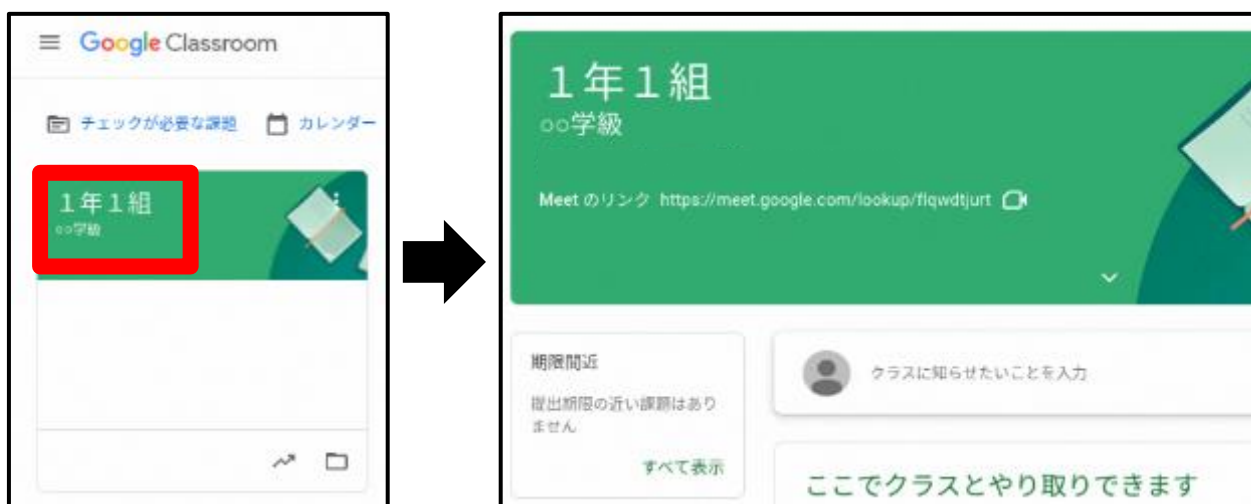 Google Classroom
チェックが必要な課題 カレンダー
1年1組
○○学級
1年1組
○○学級
Meet のリンク https://meet.google.com/lookup/flqwdtjurt
期限間近
提出期限の近い課題はあり
ません
すべて表示
クラスに知らせたいことを入力
ここでクラスとやり取りできます